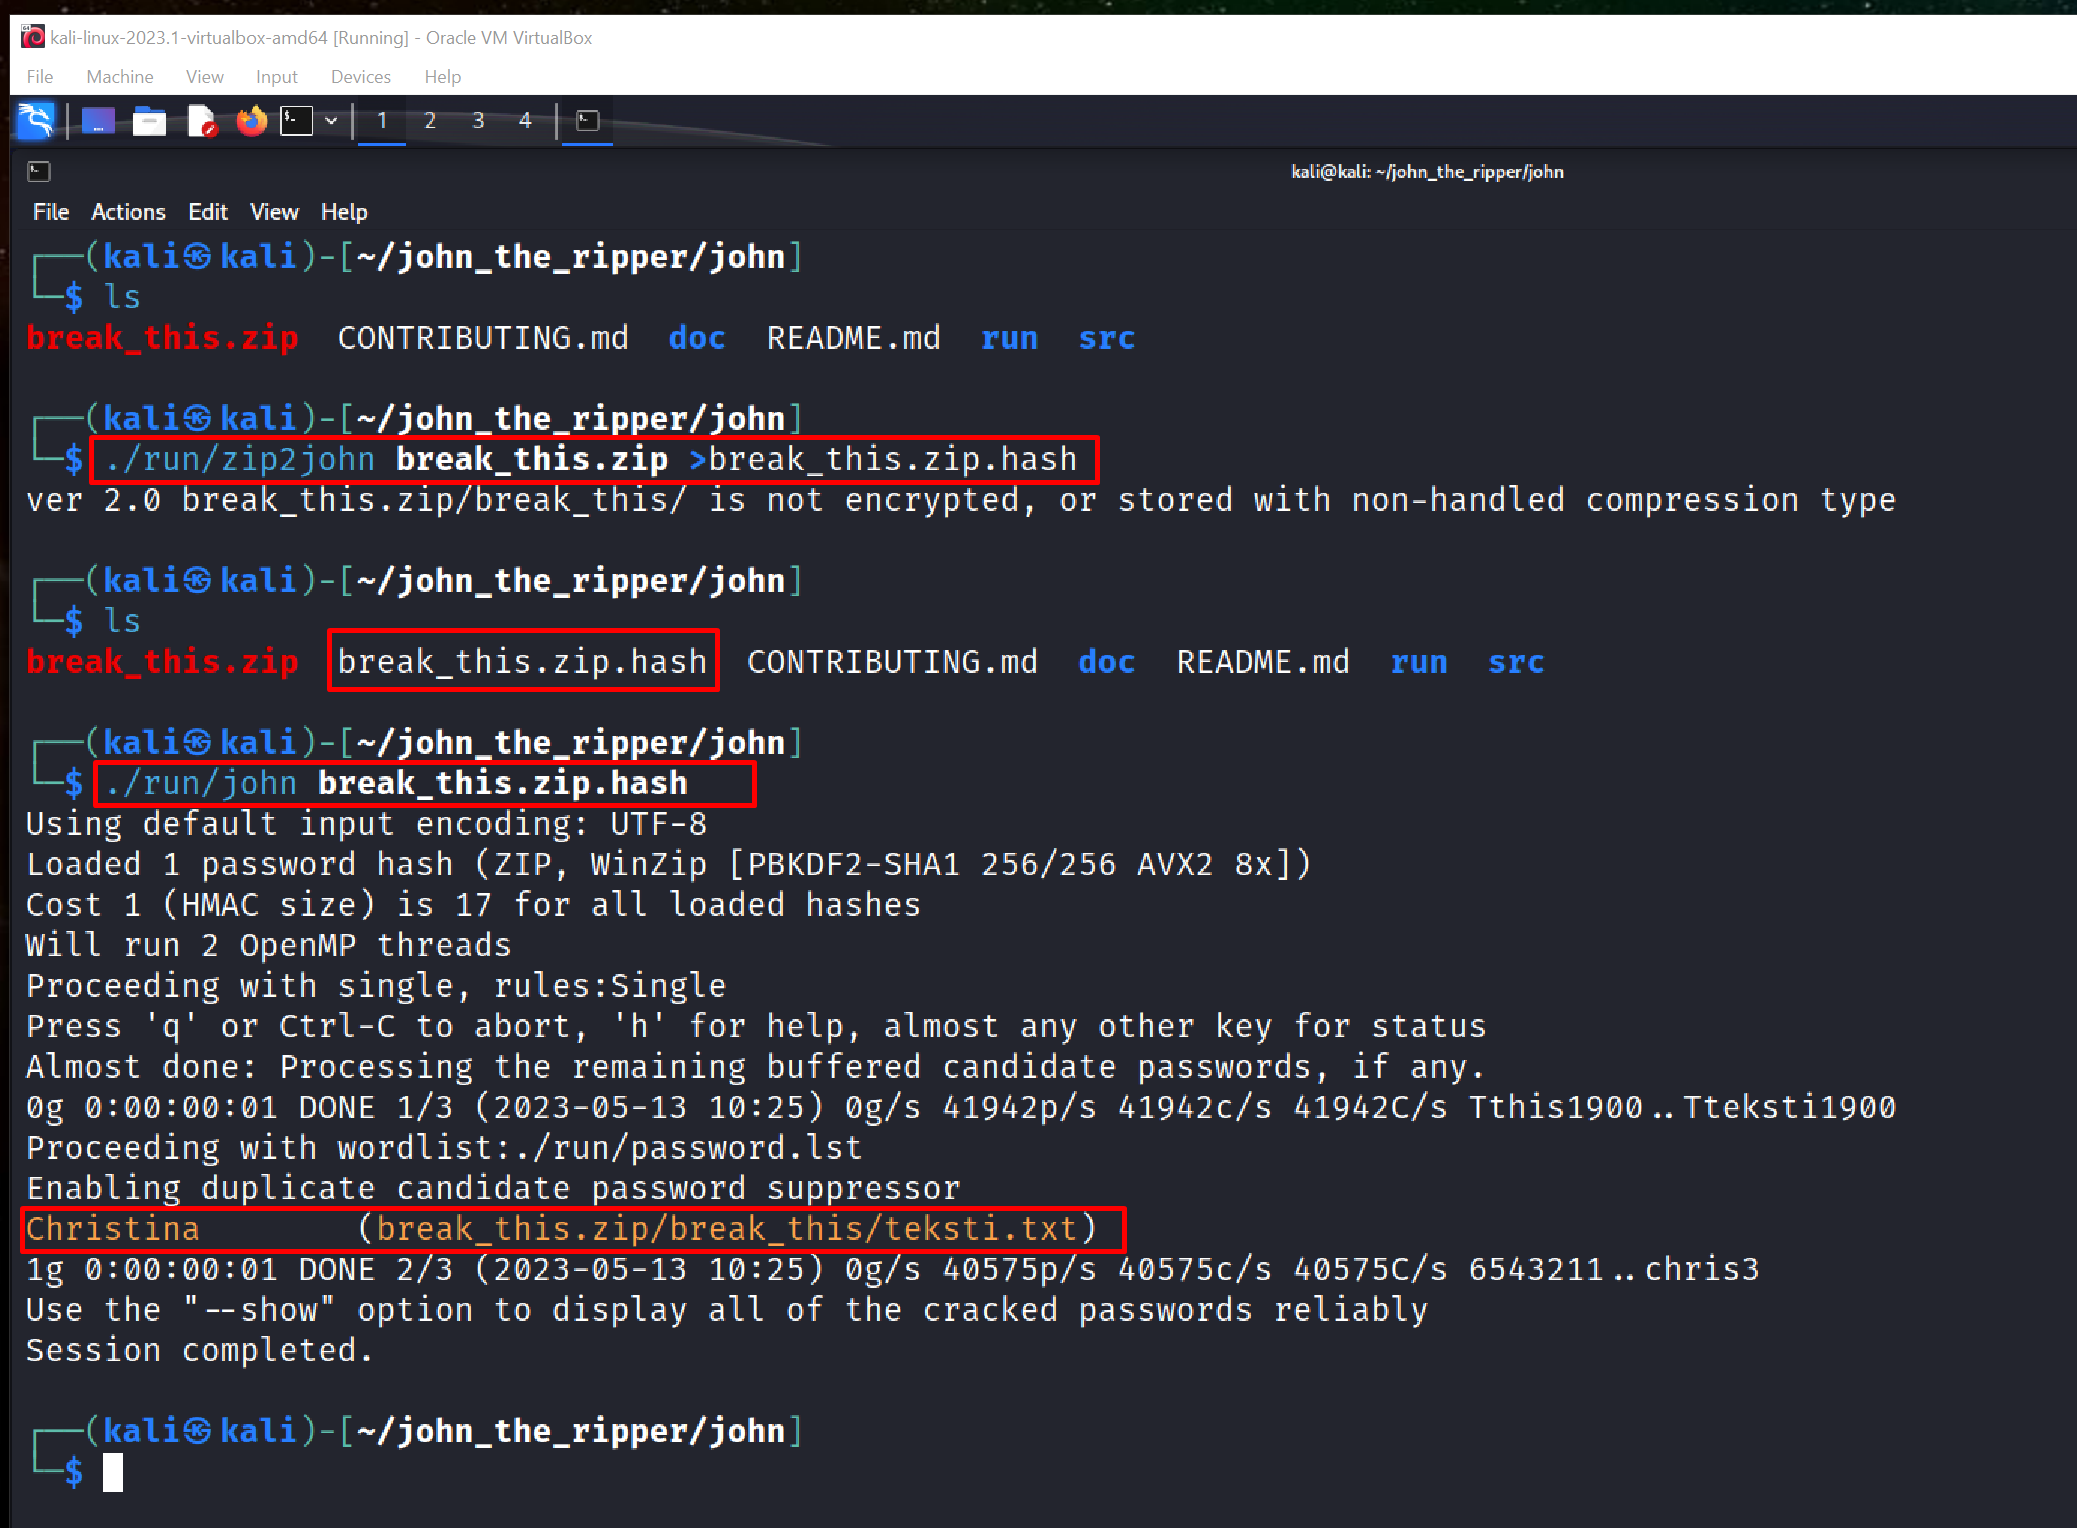 kali-linux-2023.1-virtualbox-amd64 [Running] - Oracle VM VirtualBox
File Machine View Input Devices Help
1 2 3 4
kali@kali: ~/john_the_ripper/john
File Actions Edit View Help
┌──(kali㉿kali)-[~/john_the_ripper/john]
└─$ ls
break_this.zip CONTRIBUTING.md doc README.md run src
┌──(kali㉿kali)-[~/john_the_ripper/john]
└─$ ./run/zip2john break_this.zip >break_this.zip.hash
ver 2.0 break_this.zip/break_this/ is not encrypted, or stored with non-handled compression type
┌──(kali㉿kali)-[~/john_the_ripper/john]
└─$ ls
break_this.zip break_this.zip.hash CONTRIBUTING.md doc README.md run src
┌──(kali㉿kali)-[~/john_the_ripper/john]
└─$ ./run/john break_this.zip.hash
Using default input encoding: UTF-8
Loaded 1 password hash (ZIP, WinZip [PBKDF2-SHA1 256/256 AVX2 8x])
Cost 1 (HMAC size) is 17 for all loaded hashes
Will run 2 OpenMP threads
Proceeding with single, rules:Single
Press 'q' or Ctrl-C to abort, 'h' for help, almost any other key for status
Almost done: Processing the remaining buffered candidate passwords, if any.
0g 0:00:00:01 DONE 1/3 (2023-05-13 10:25) 0g/s 41942p/s 41942c/s 41942C/s Tthis1900..Tteksti1900
Proceeding with wordlist:./run/password.lst
Enabling duplicate candidate password suppressor
Christina (break_this.zip/break_this/teksti.txt)
1g 0:00:00:01 DONE 2/3 (2023-05-13 10:25) 0g/s 40575p/s 40575c/s 40575C/s 6543211..chris3
Use the "--show" option to display all of the cracked passwords reliably
Session completed.
┌──(kali㉿kali)-[~/john_the_ripper/john]
└─$